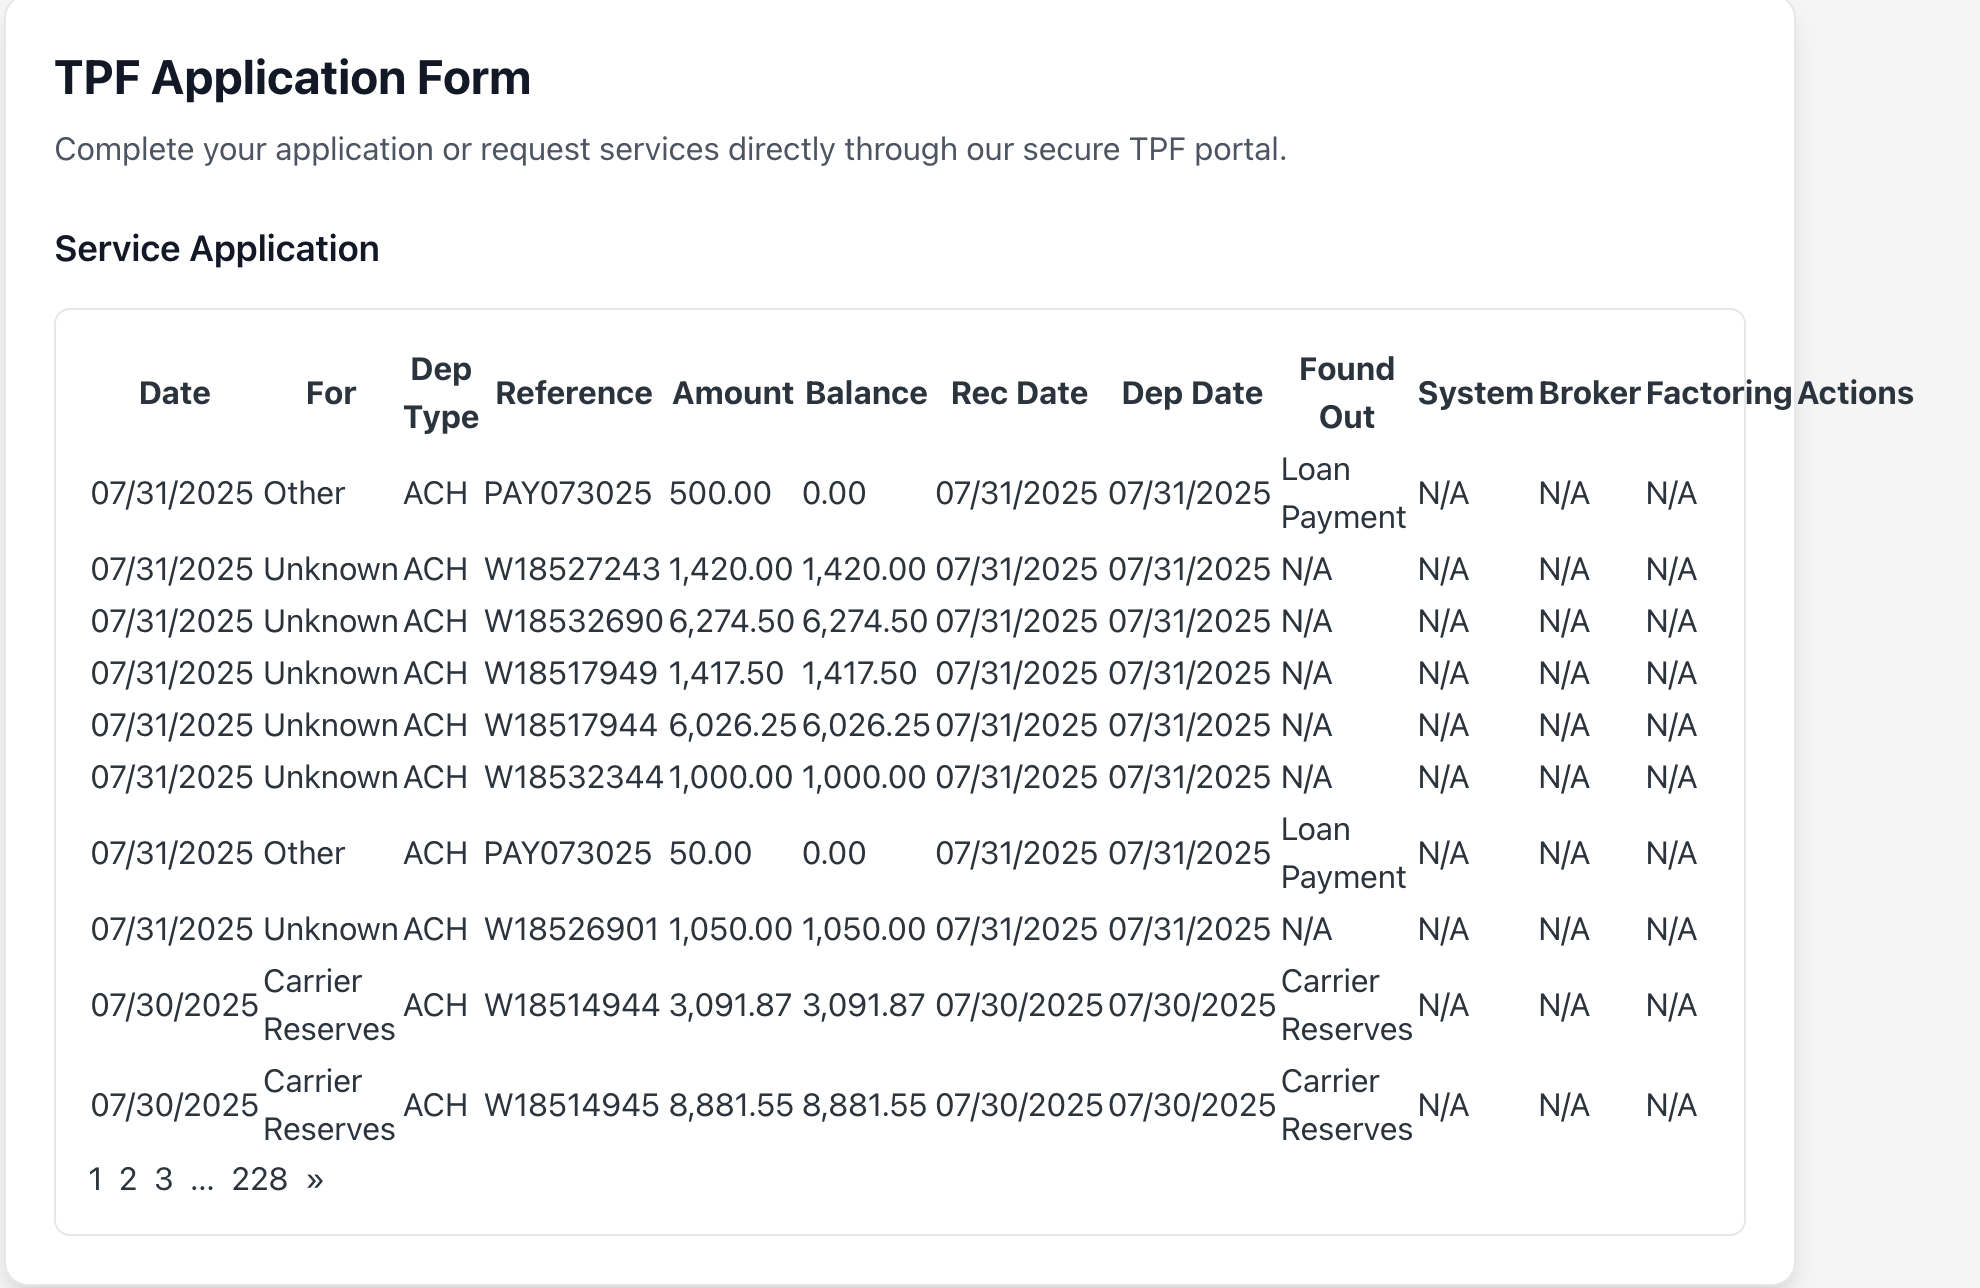 TPF Application Form
Complete your application or request services directly through our secure TPF portal.
Service Application
Date For Dep Type Reference Amount Balance Rec Date Dep Date Found Out System Broker Factoring Actions
07/31/2025 Other ACH PAY073025 500.00 0.00 07/31/2025 07/31/2025 Loan Payment N/A N/A N/A
07/31/2025 Unknown ACH W18527243 1,420.00 1,420.00 07/31/2025 07/31/2025 N/A N/A N/A N/A
07/31/2025 Unknown ACH W18532690 6,274.50 6,274.50 07/31/2025 07/31/2025 N/A N/A N/A N/A
07/31/2025 Unknown ACH W18517949 1,417.50 1,417.50 07/31/2025 07/31/2025 N/A N/A N/A N/A
07/31/2025 Unknown ACH W18517944 6,026.25 6,026.25 07/31/2025 07/31/2025 N/A N/A N/A N/A
07/31/2025 Unknown ACH W18532344 1,000.00 1,000.00 07/31/2025 07/31/2025 N/A N/A N/A N/A
07/31/2025 Other ACH PAY073025 50.00 0.00 07/31/2025 07/31/2025 Loan Payment N/A N/A N/A
07/31/2025 Unknown ACH W18526901 1,050.00 1,050.00 07/31/2025 07/31/2025 N/A N/A N/A N/A
07/30/2025 Carrier Reserves ACH W18514944 3,091.87 3,091.87 07/30/2025 07/30/2025 Carrier Reserves N/A N/A N/A
07/30/2025 Carrier Reserves ACH W18514945 8,881.55 8,881.55 07/30/2025 07/30/2025 Carrier Reserves N/A N/A N/A
1 2 3 ... 228 »